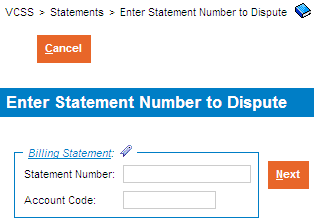 VCSS > Statements > Enter Statement Number to Dispute
Cancel
Enter Statement Number to Dispute
Billing Statement:
Statement Number:
Next
Account Code: